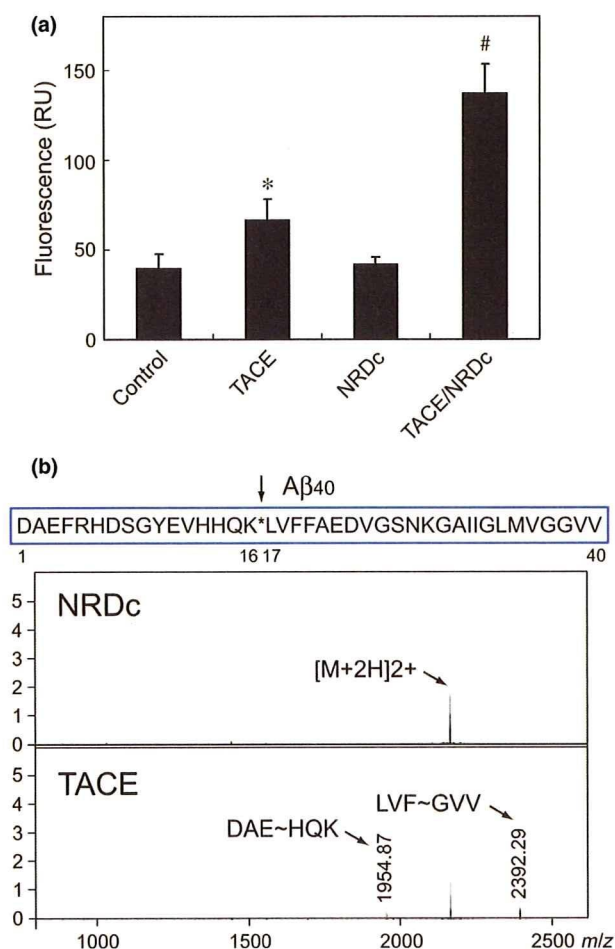 (a)
Fluorescence (RU)
150
100
50
0
*
#
Control
TACE
NRDc
TACE/NRDc
(b)
↓ Aβ40
DAEFRHDSGYEVHHQK*LVFFAEDVGSNKGAIIGLMVGGVV
1 16 17 40
5
4
3
2
1
0
NRDc
[M+2H]2+
5
4
3
2
1
0
TACE
DAE~HQK
1954.87
LVF~GVV
2392.29
1000 1500 2000 2500 m/z